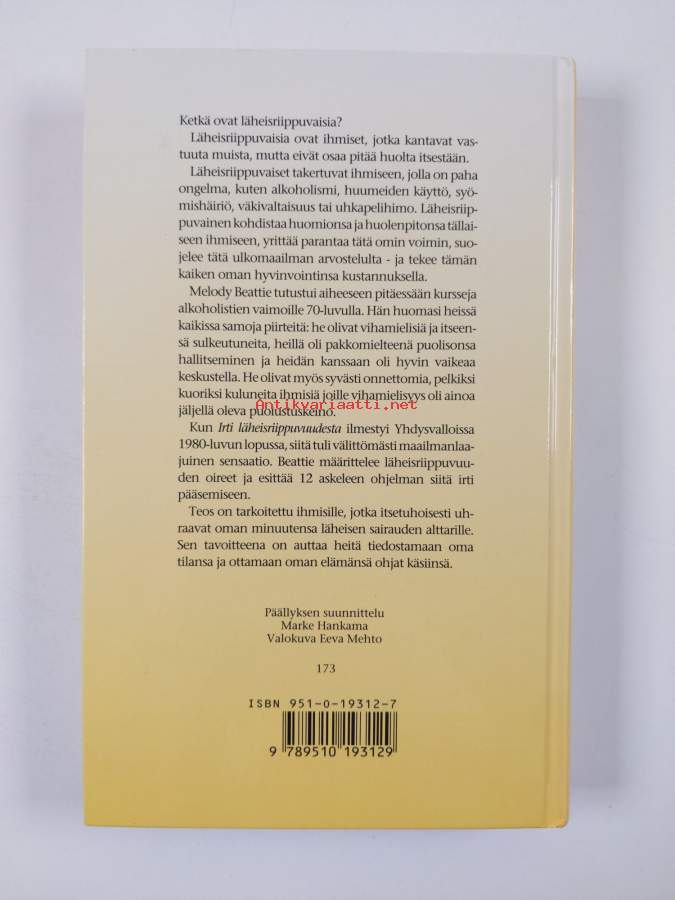 Ketkä ovat läheisriippuvaisia?
Läheisriippuvaisia ovat ihmiset, jotka kantavat vas-
tuuta muista, mutta eivät osaa pitää huolta itsestään.
Läheisriippuvaiset takertuvat ihmiseen, jolla on paha
ongelma, kuten alkoholismi, huumeiden käyttö, syö-
mishäiriö, väkivaltaisuus tai uhkapelihimo. Läheisriip-
puvainen kohdistaa huomionsa ja huolenpitonsa tällai-
seen ihmiseen, yrittää parantaa tätä omin voimin, suo-
jelee tätä ulkomaailman arvostelulta - ja tekee tämän
kaiken oman hyvinvointinsa kustannuksella.
Melody Beattie tutustui aiheeseen pitäessään kursseja
alkoholistien vaimoille 70-luvulla. Hän huomasi heissä
kaikissa samoja piirteitä: he olivat vihamielisiä ja itseen-
sä sulkeutuneita, heillä oli pakkomielteenä puolisonsa
hallitseminen ja heidän kanssaan oli hyvin vaikeaa
keskustella. He olivat myös syvästi onnettomia, pelkiksi
kuoriksi kuluneita ihmisiä joille vihamielisyys oli ainoa
jäljellä oleva puolustuskeino.
Antikvariaatti.net
Kun Irti läheisriippuvuudesta ilmestyi Yhdysvalloissa
1980-luvun lopussa, siitä tuli välittömästi maailmanlaa-
juinen sensaatio. Beattie määrittelee läheisriippuvuu-
den oireet ja esittää 12 askeleen ohjelman siitä irti
pääsemiseen.
Teos on tarkoitettu ihmisille, jotka itsetuhoisesti uh-
raavat oman minuutensa läheisen sairauden alttarille.
Sen tavoitteena on auttaa heitä tiedostamaan oma
tilansa ja ottamaan oman elämänsä ohjat käsiinsä.
Päällyksen suunnittelu
Marke Hankama
Valokuva Eeva Mehto
173
ISBN 951-0-19312-7
9 789510 193129